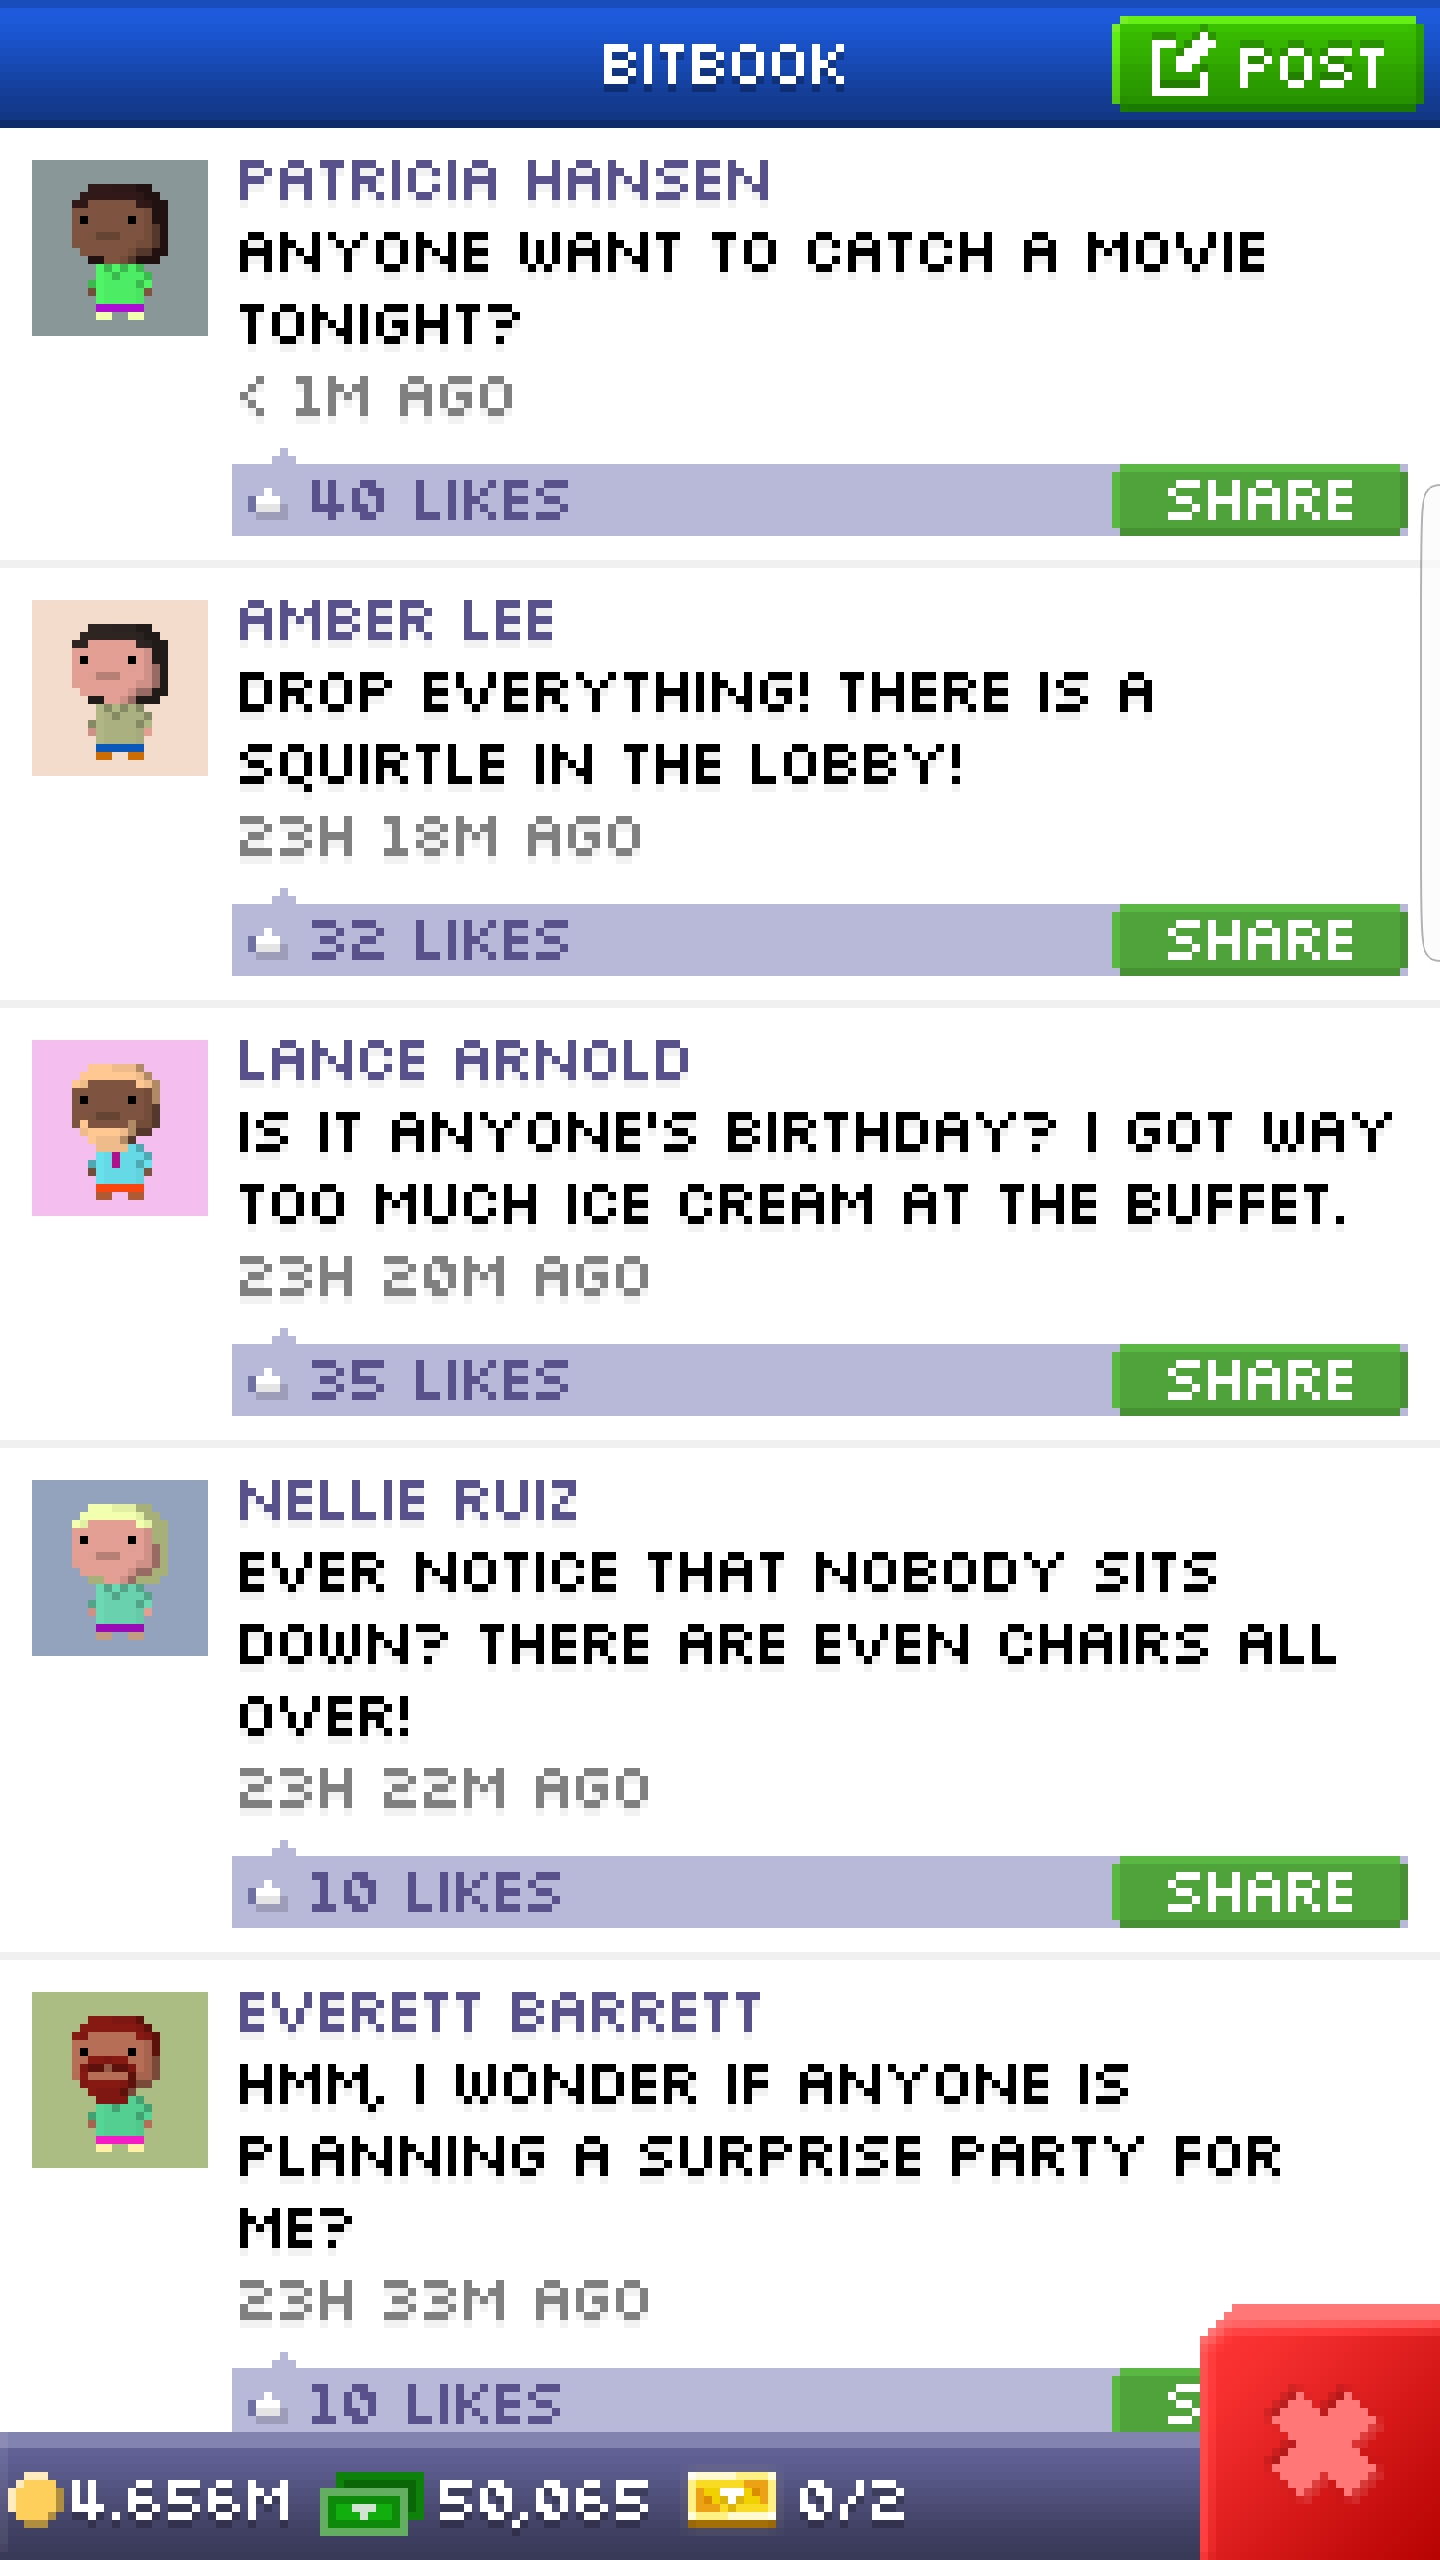 BITBOOK
POST
PATRICIA HANSEN
ANYONE WANT TO CATCH A MOVIE
TONIGHT?
< 1M AGO
40 LIKES
SHARE
AMBER LEE
DROP EVERYTHING! THERE IS A
SQUIRTLE IN THE LOBBY!
23H 18M AGO
32 LIKES
SHARE
LANCE ARNOLD
IS IT ANYONE'S BIRTHDAY? I GOT WAY
TOO MUCH ICE CREAM AT THE BUFFET.
23H 20M AGO
35 LIKES
SHARE
NELLIE RUIZ
EVER NOTICE THAT NOBODY SITS
DOWN? THERE ARE EVEN CHAIRS ALL
OVER!
23H 22M AGO
10 LIKES
SHARE
EVERETT BARRETT
HMM, I WONDER IF ANYONE IS
PLANNING A SURPRISE PARTY FOR
ME?
23H 33M AGO
10 LIKES
4.656M
50,065
0/2